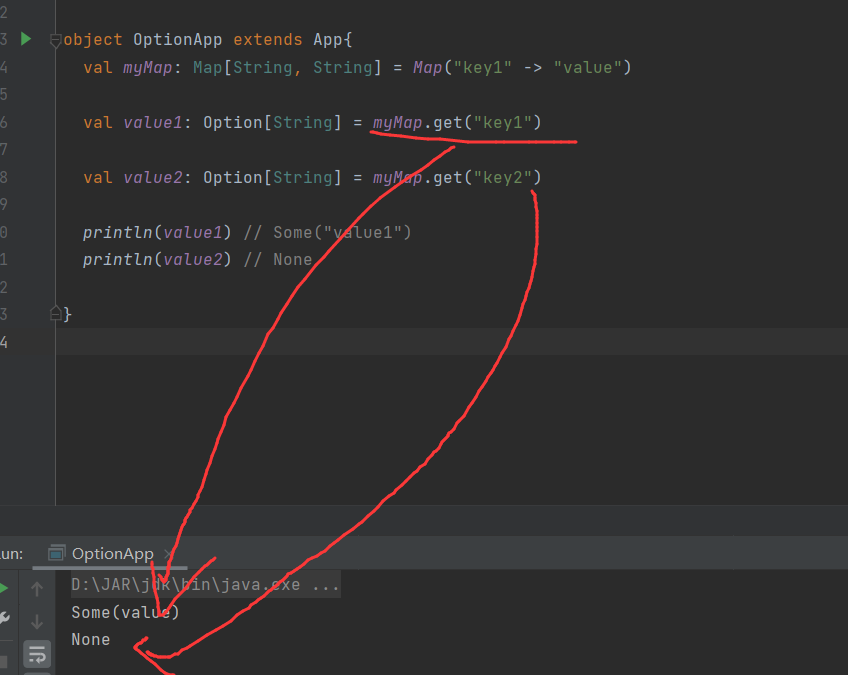 2
3 object OptionApp extends App{
4 val myMap: Map[String, String] = Map("key1" -> "value")
5
6 val value1: Option[String] = myMap.get("key1")
7
8 val value2: Option[String] = myMap.get("key2")
9
0 println(value1) // Some("value1")
1 println(value2) // None
2
3 }
4
un: OptionApp ×
D:\JAR\jdk\bin\java.exe ...
Some(value)
None